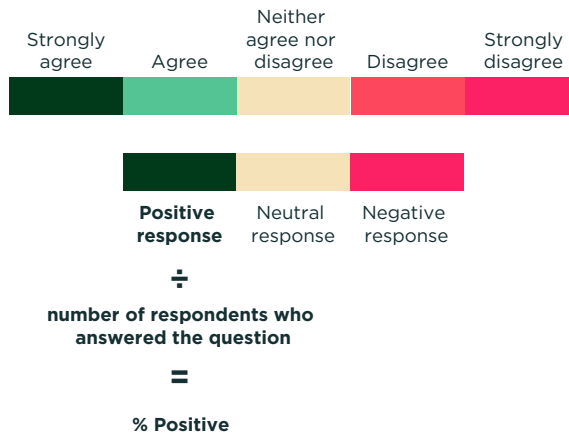 Strongly
agree
Agree
Neither
agree nor
disagree
Disagree
Strongly
disagree
Positive
response
Neutral
response
Negative
response
÷
number of respondents who
answered the question
=
% Positive